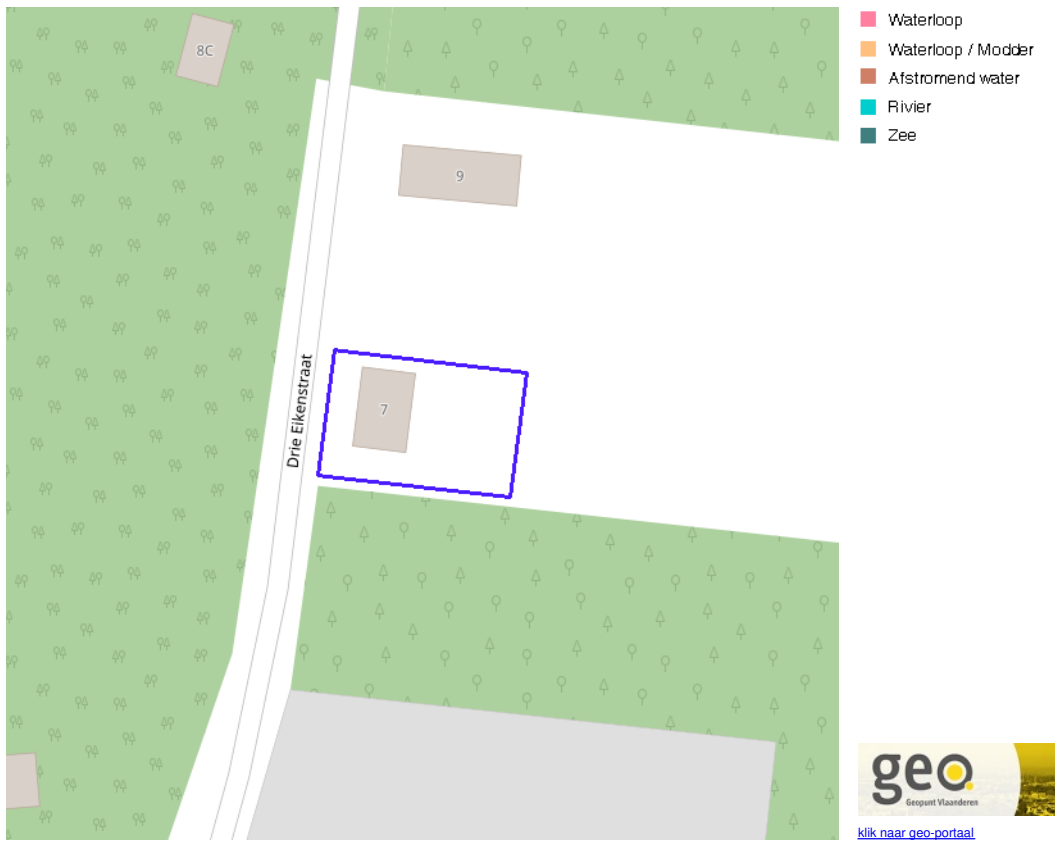 8C
9
7
Drie Eikenstraat
Waterloop
Waterloop / Modder
Afstromend water
Rivier
Zee
geo.
Geopunt Vlaanderen
klik naar geo-portaal